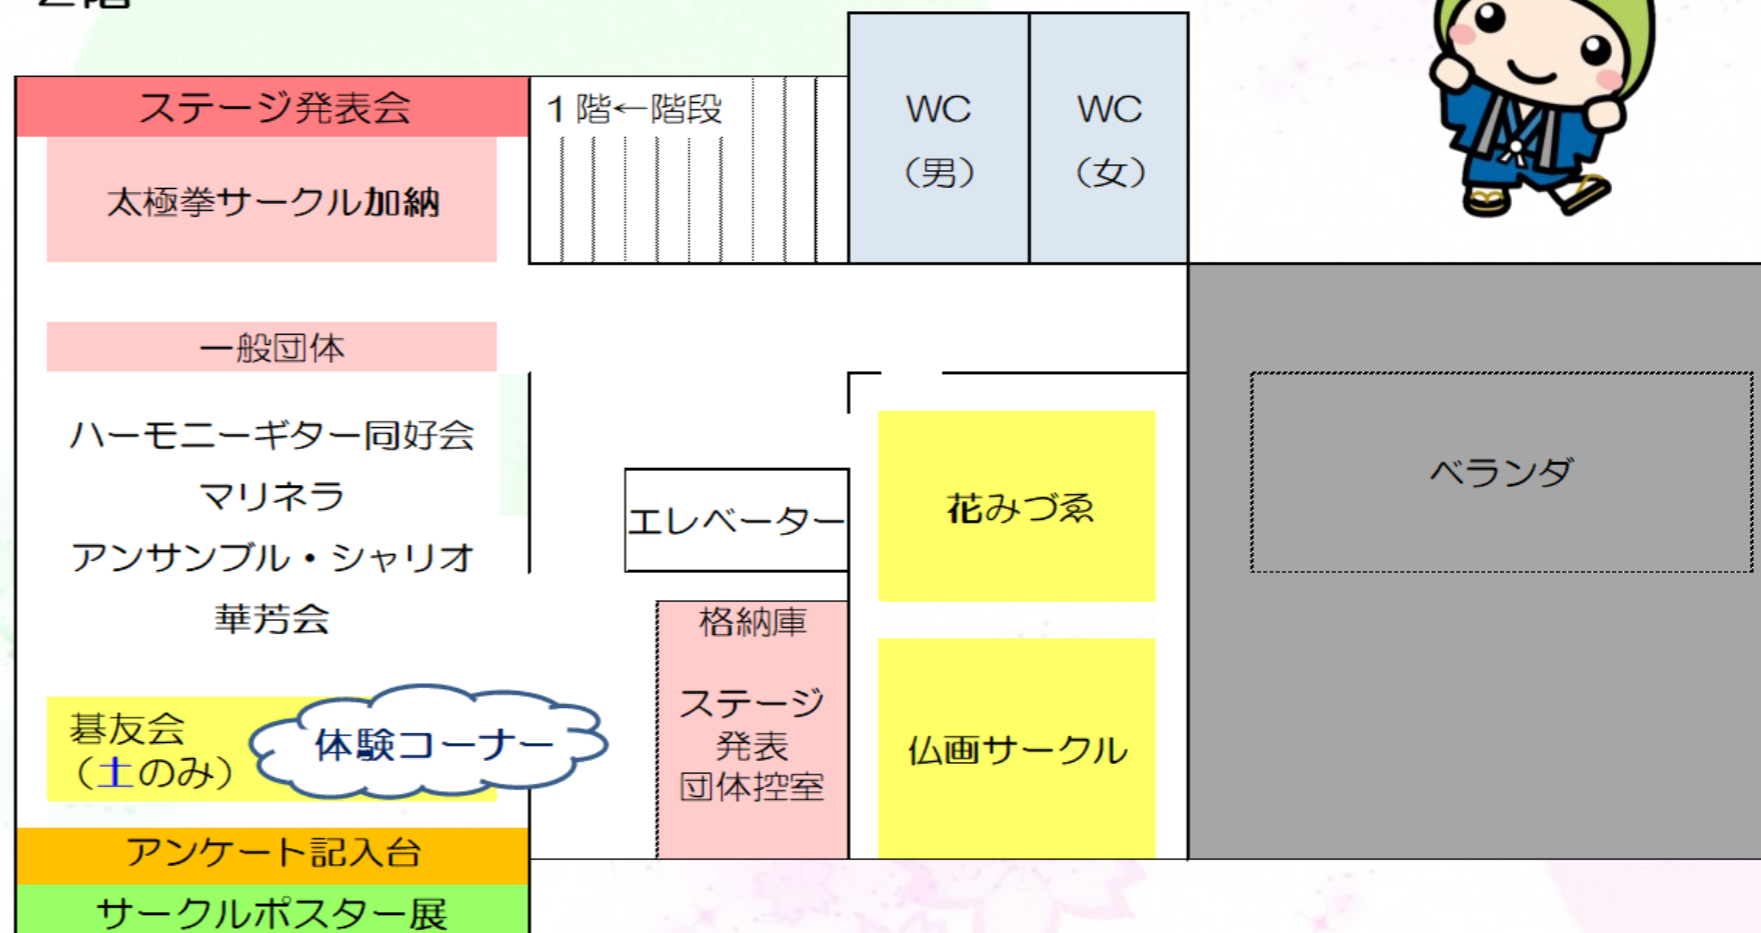 2階
ステージ発表会
太極拳サークル加納
一般団体
ハーモニーギター同好会
マリネラ
アンサンブル・シャリオ
華芳会
碁友会
（土のみ）
体験コーナー
アンケート記入台
サークルポスター展
1階←階段
WC
（男）
WC
（女）
エレベーター
格納庫
ステージ
発表
団体控室
花みづゑ
仏画サークル
ベランダ